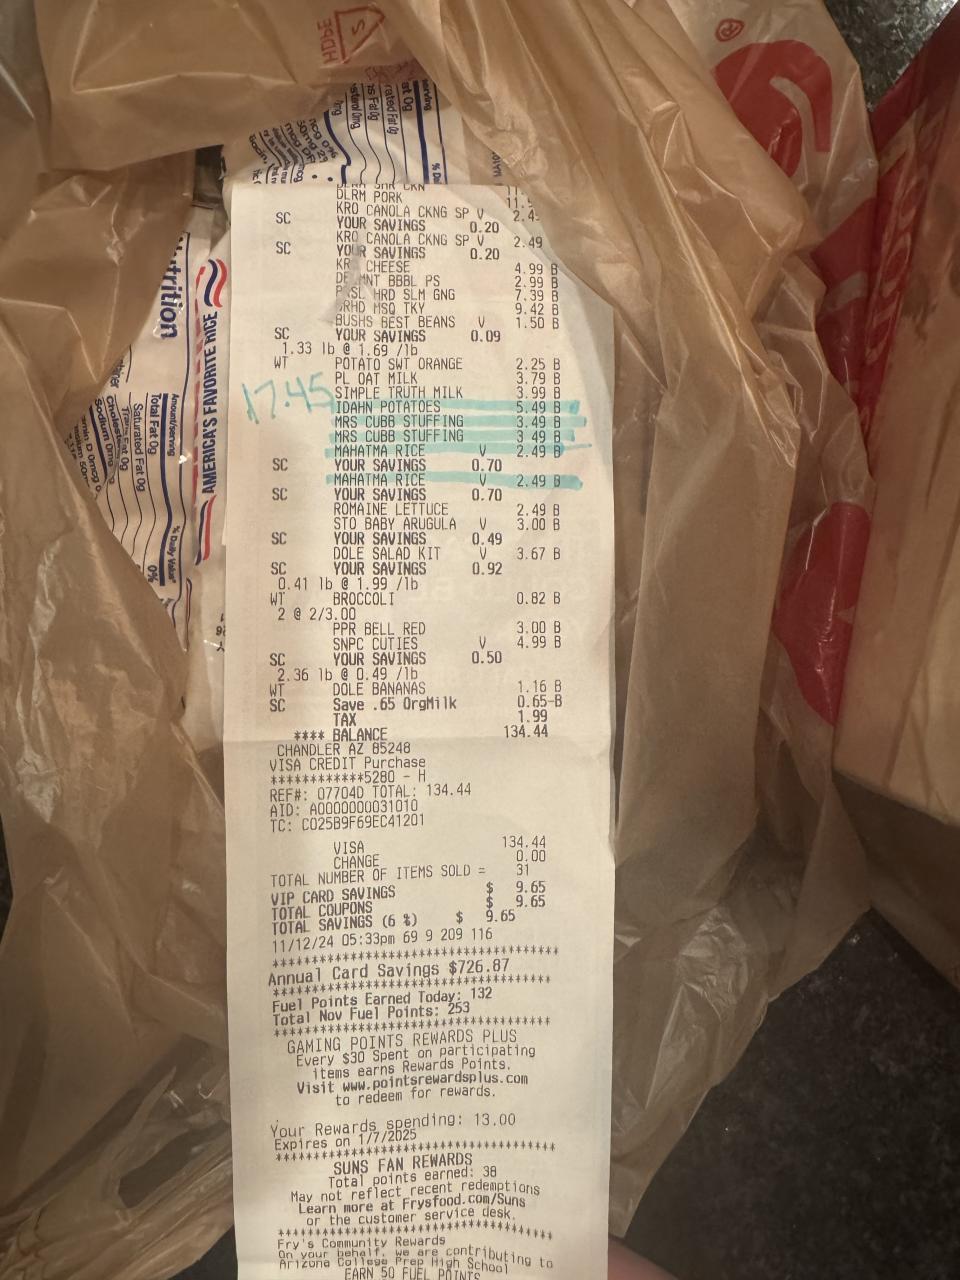 HDPE
S
®
Nutrition
AMERICA'S FAVORITE RICE
Amount/serving
% Daily Value*
Total Fat 0g
0%
Saturated Fat 0g
Trans Fat 0g
Sodium 0mg
DLRM PORK
KRO CANOLA CKNG SP V
SC YOUR SAVINGS 0.20
KRO CANOLA CKNG SP V 2.49
SC YOUR SAVINGS 0.20
CHEESE 4.99 B
BBBL PS 2.99 B
HRD SLM GNG 7.39 B
MSQ TKY 9.42 B
BUSHS BEST BEANS V 1.50 B
SC YOUR SAVINGS 0.09
1.33 lb @ 1.69 /lb
WT POTATO SWT ORANGE 2.25 B
PL OAT MILK 3.79 B
SIMPLE TRUTH MILK 3.99 B
17.45
IDAHN POTATOES 5.49 B
MRS CUBB STUFFING 3.49 B
MRS CUBB STUFFING 3.49 B
MAHATMA RICE V 2.49 B
SC YOUR SAVINGS 0.70
MAHATMA RICE V 2.49 B
SC YOUR SAVINGS 0.70
ROMAINE LETTUCE 2.49 B
STO BABY ARUGULA V 3.00 B
SC YOUR SAVINGS 0.49
DOLE SALAD KIT V 3.67 B
SC YOUR SAVINGS 0.92
0.41 lb @ 1.99 /lb
WT BROCCOLI 0.82 B
2 @ 2/3.00
PPR BELL RED 3.00 B
SNPC CUTIES V 4.99 B
SC YOUR SAVINGS 0.50
2.36 lb @ 0.49 /lb
WT DOLE BANANAS 1.16 B
SC Save .65 OrgMilk 0.65-B
TAX 1.99
**** BALANCE 134.44
CHANDLER AZ 85248
VISA CREDIT Purchase
************5280 - H
REF#: 07704D TOTAL: 134.44
AID: A0000000031010
TC: C025B9F69EC41201
VISA 134.44
CHANGE 0.00
TOTAL NUMBER OF ITEMS SOLD = 31
VIP CARD SAVINGS $ 9.65
TOTAL COUPONS $ 9.65
TOTAL SAVINGS (6 %) $ 9.65
11/12/24 05:33pm 69 9 209 116
****************************************
Annual Card Savings $726.87
****************************************
Fuel Points Earned Today: 132
Total Nov Fuel Points: 253
****************************************
GAMING POINTS REWARDS PLUS
Every $30 Spent on participating
items earns Rewards Points.
Visit www.pointsrewardsplus.com
to redeem for rewards.
Your Rewards spending: 13.00
Expires on 1/7/2025
****************************************
SUNS FAN REWARDS
Total points earned: 38
May not reflect recent redemptions
Learn more at Frysfood.com/Suns
or the customer service desk.
****************************************
Fry's Community Rewards
On your behalf, we are contributing to
Arizona College Prep High School
EARN 50 FUEL POINTS